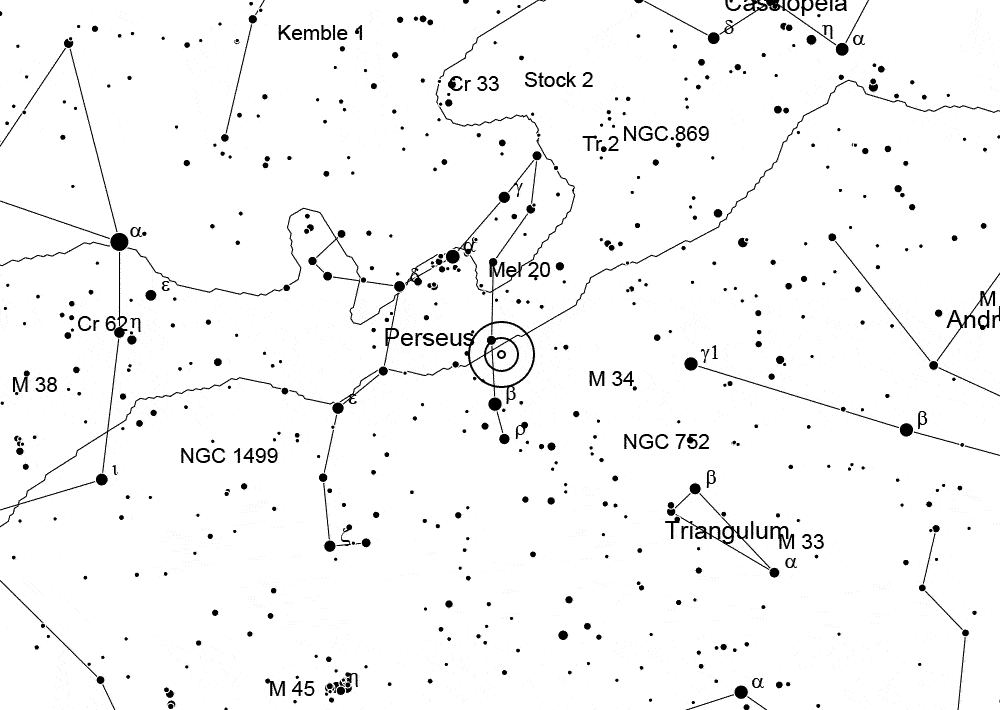 Cassiopeia
δ
η
α
Kemble 1
Cr 33
Stock 2
Tr 2
NGC 869
γ
α
α
δ
Mel 20
ε
M
Andr
Cr 62
η
Perseus
γ1
M 38
M 34
β
β
ε
ρ
NGC 1499
NGC 752
ι
β
Triangulum
M 33
ζ
α
M 45
η
α